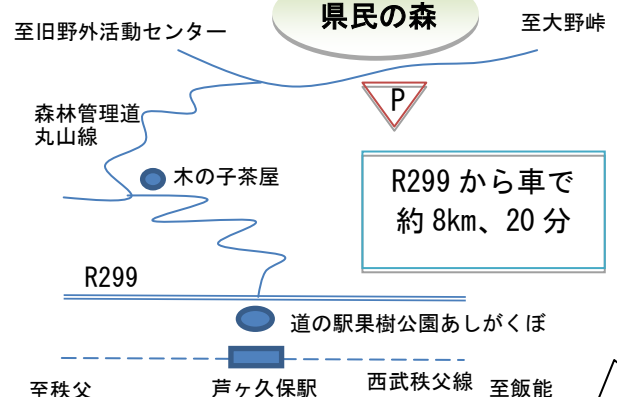 県民の森
至旧野外活動センター
至大野峠
P
森林管理道
丸山線
木の子茶屋
R299 から車で
約 8km、20 分
R299
道の駅果樹公園あしがくぼ
至秩父
芦ヶ久保駅
西武秩父線
至飯能